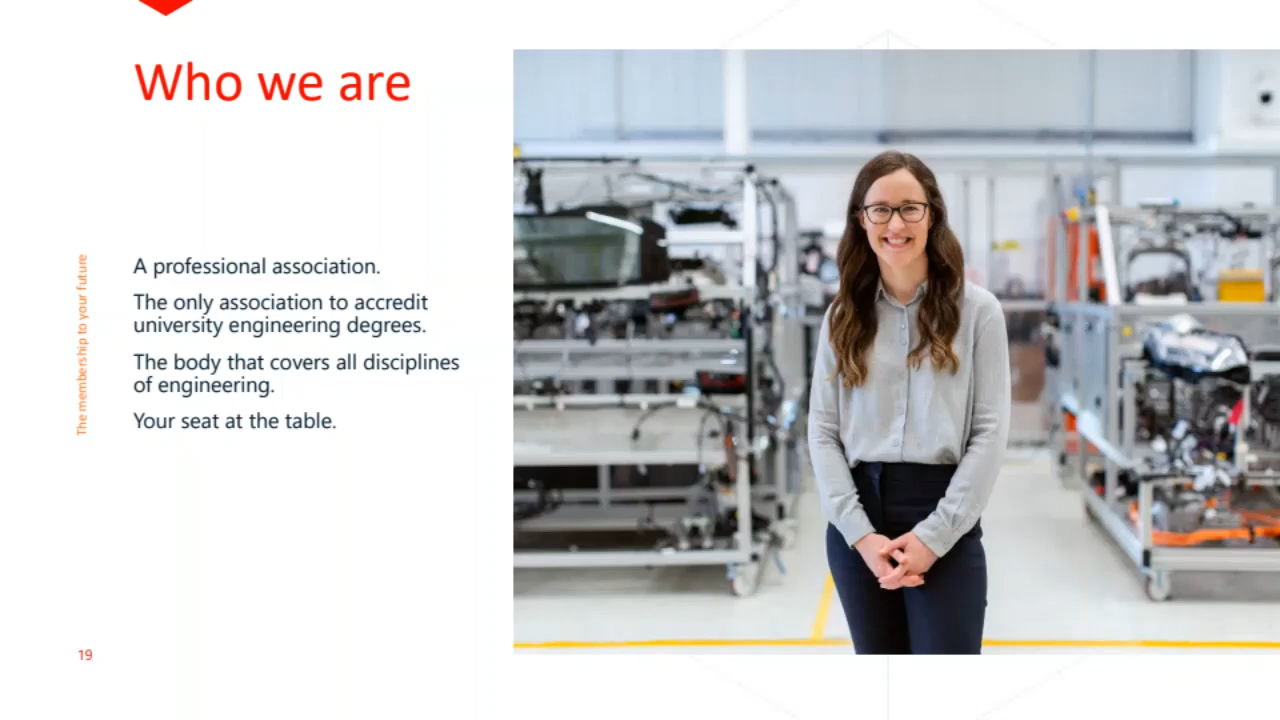 Who we are
A professional association.
The only association to accredit
university engineering degrees.
The body that covers all disciplines
of engineering.
Your seat at the table.
The membership to your future
19